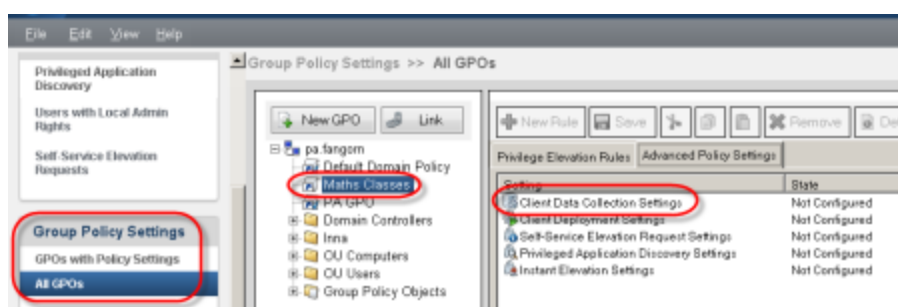 File Edit View Help
Privileged Application
Discovery
Users with Local Admin
Rights
Self-Service Elevation
Requests
Group Policy Settings
GPOs with Policy Settings
All GPOs
Group Policy Settings >> All GPOs
New GPO Link
pa.fangorn
Default Domain Policy
Maths Classes
PA GPO
Domain Controllers
Inna
OU Computers
OU Users
Group Policy Objects
New Rule Save Remove De
Privilege Elevation Rules Advanced Policy Settings
Setting State
Client Data Collection Settings Not Configured
Client Deployment Settings Not Configured
Self-Service Elevation Request Settings Not Configured
Privileged Application Discovery Settings Not Configured
Instant Elevation Settings Not Configured